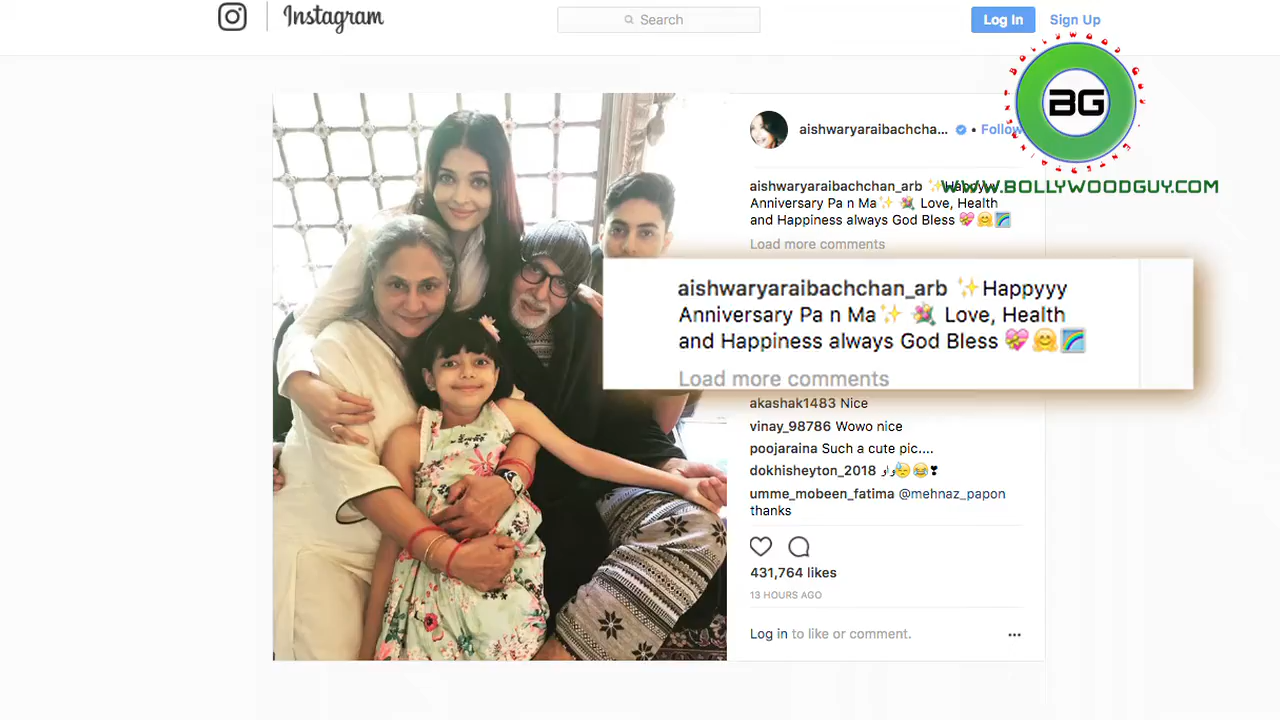 Instagram
Search
Log In
Sign Up
BOLLYWOOD
BG
WWW.BOLLYWOODGUY.COM
aishwaryaraibachcha... • Follow
aishwaryaraibachchan_arb ✨Happyyy
Anniversary Pa n Ma✨ 💐 Love, Health
and Happiness always God Bless 💝🤗🌈
Load more comments
aishwaryaraibachchan_arb ✨Happyyy
Anniversary Pa n Ma✨ 💐 Love, Health
and Happiness always God Bless 💝🤗🌈
Load more comments
akashak1483 Nice
vinay_98786 Wowo nice
poojaraina Such a cute pic....
dokhisheyton_2018 واو😓😂❣
umme_mobeen_fatima @mehnaz_papon
thanks
431,764 likes
13 HOURS AGO
Log in to like or comment.